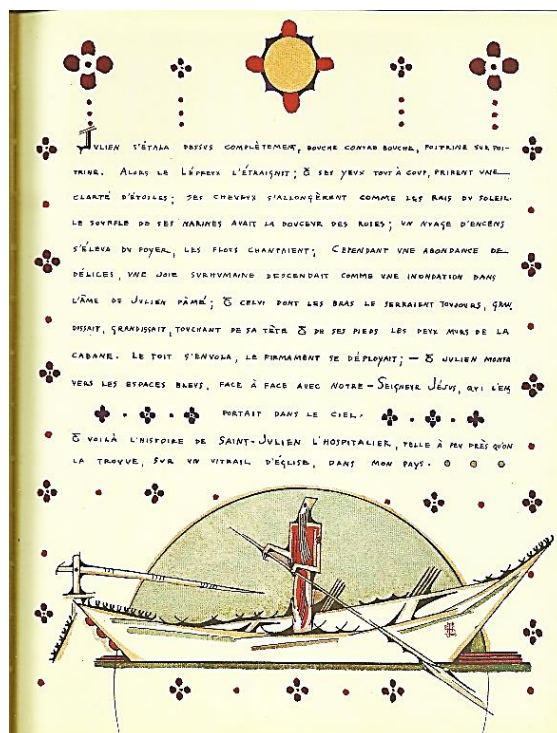 JULIEN S'ÉTALA DESSUS COMPLÈTEMENT, BOUCHE CONTRE BOUCHE, POITRINE SUR POI-
TRINE. ALORS LE LÉPREUX L'ÉTREIGNIT; & SES YEUX TOUT À COUP, PRIRENT UNE
CLARTÉ D'ÉTOILES; SES CHEVEUX S'ALLONGÈRENT COMME LES RAIS DU SOLEIL.
LE SOUFFLE DE SES NARINES AVAIT LA DOUCEUR DES ROSES; UN NUAGE D'ENCENS
S'ÉLEVA DU FOYER, LES FLOTS CHANTAIENT; CEPENDANT UNE ABONDANCE DE
DÉLICES, UNE JOIE SURHUMAINE DESCENDAIT COMME UNE INONDATION DANS
L'ÂME DE JULIEN PÂMÉ; & CELUI DONT LES BRAS LE SERRAIENT TOUJOURS, GRAN
DISSAIT, GRANDISSAIT, TOUCHANT DE SA TÊTE & DE SES PIEDS LES DEUX MURS DE LA
CABANE. LE TOIT S'ENVOLA, LE FIRMAMENT SE DÉPLOYAIT; — & JULIEN MONTA
VERS LES ESPACES BLEUS, FACE À FACE AVEC NOTRE-SEIGNEUR JÉSUS, QUI L'EM
PORTAIT DANS LE CIEL.
& VOILÀ L'HISTOIRE DE SAINT-JULIEN L'HOSPITALIER, TELLE À PEU PRÈS QU'ON
LA TROUVE, SUR UN VITRAIL D'ÉGLISE, DANS MON PAYS.